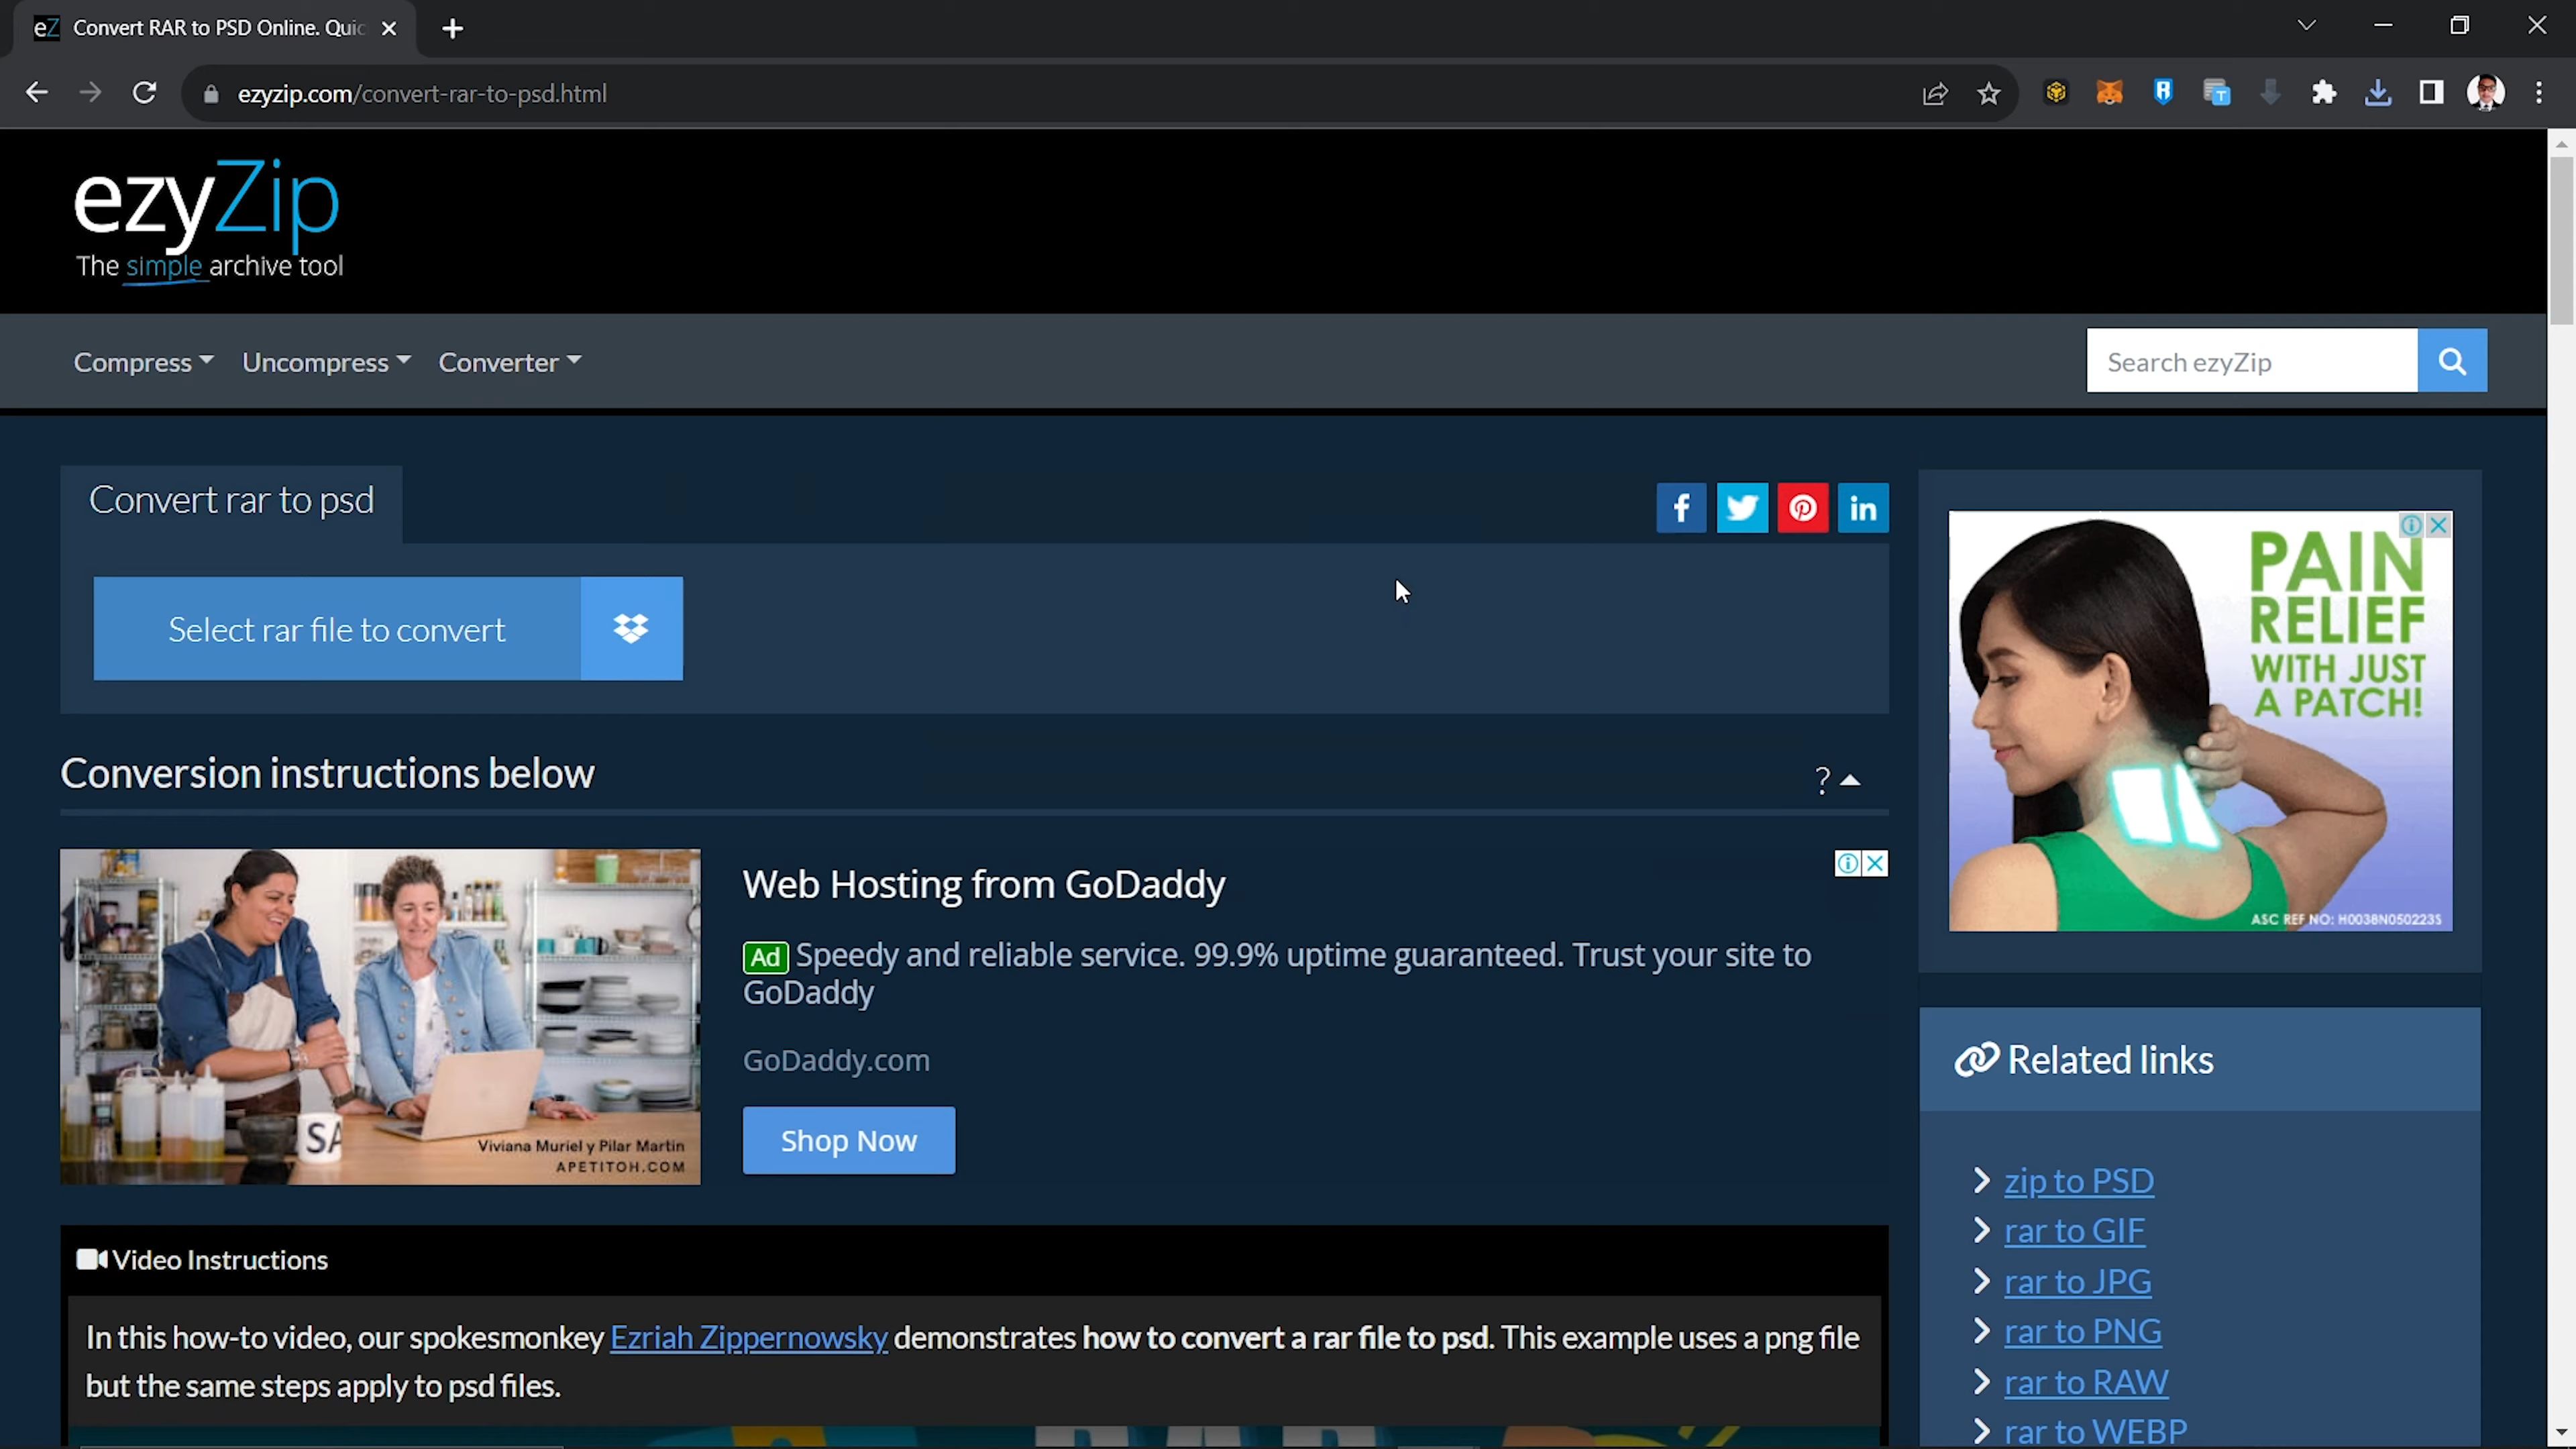 eZ Convert RAR to PSD Online. Quic
ezyzip.com/convert-rar-to-psd.html
ezyZip
The simple archive tool
Compress Uncompress Converter
Search ezyZip
Convert rar to psd
Select rar file to convert
Conversion instructions below
?
PAIN
RELIEF
WITH JUST
A PATCH!
ASC REF NO: H0038N050223S
SA
Viviana Muriel y Pilar Martin
APETITOH.COM
Web Hosting from GoDaddy
Ad Speedy and reliable service. 99.9% uptime guaranteed. Trust your site to
GoDaddy
GoDaddy.com
Shop Now
Related links
zip to PSD
rar to GIF
rar to JPG
rar to PNG
rar to RAW
rar to WEBP
Video Instructions
In this how-to video, our spokesmonkey Ezriah Zippernowsky demonstrates how to convert a rar file to psd. This example uses a png file
but the same steps apply to psd files.